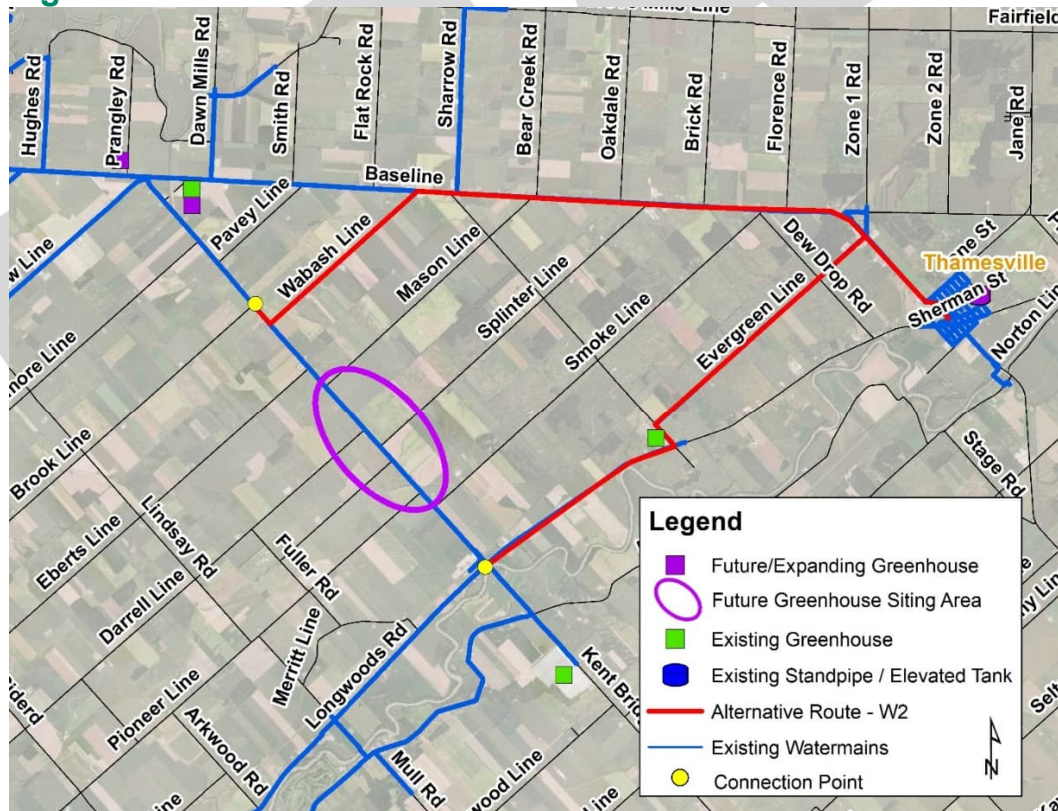 Fairfield
Hughes Rd
Prangley Rd
Dawn Mills Rd
Smith Rd
Flat Rock Rd
Sharrow Rd
Bear Creek Rd
Oakdale Rd
Brick Rd
Florence Rd
Zone 1 Rd
Zone 2 Rd
Jane Rd
Baseline
Pavey Line
Wabash Line
Mason Line
Splinter Line
Smoke Line
Dew Drop Rd
Evergreen Line
Thamesville
Sherman St
Norton Lin
Stage Rd
Brook Line
Eberts Line
Lindsay Rd
Darrell Line
Fuller Rd
Merritt Line
Longwoods Rd
Pioneer Line
Arkwood Rd
Mull Rd
Kent Brid
Legend
Future/Expanding Greenhouse
Future Greenhouse Siting Area
Existing Greenhouse
Existing Standpipe / Elevated Tank
Alternative Route - W2
Existing Watermains
Connection Point
N